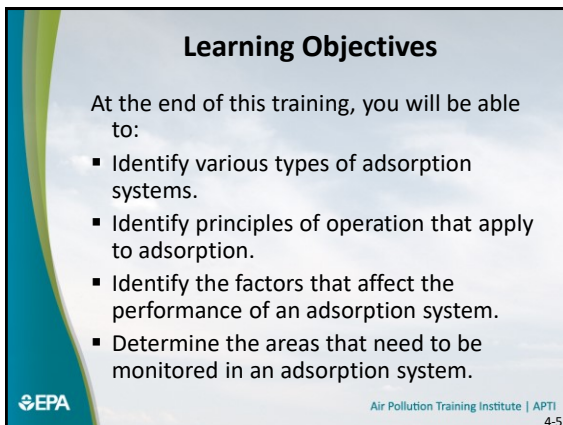 Learning Objectives
At the end of this training, you will be able
to:
▪ Identify various types of adsorption
systems.
▪ Identify principles of operation that apply
to adsorption.
▪ Identify the factors that affect the
performance of an adsorption system.
▪ Determine the areas that need to be
monitored in an adsorption system.
EPA
Air Pollution Training Institute | APTI
4-5